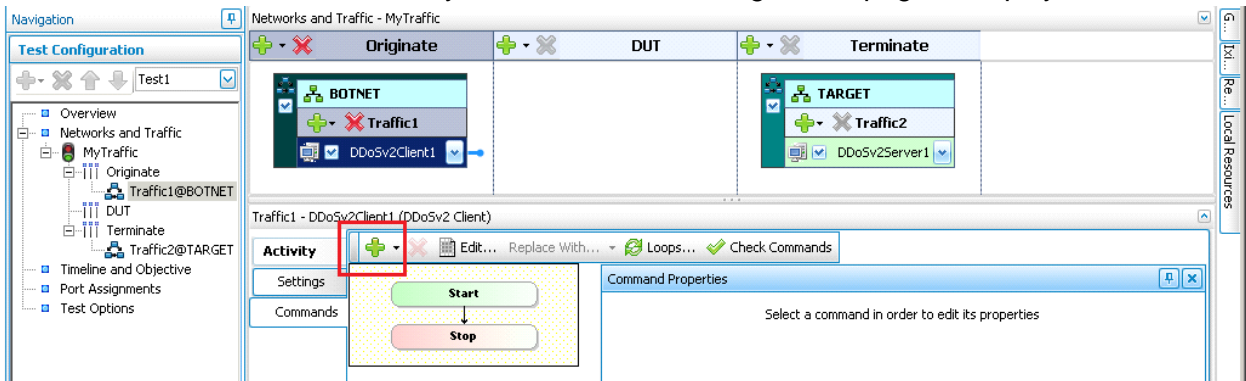 Navigation
Networks and Traffic - MyTraffic
G...
Test Configuration
Originate
DUT
Terminate
Ixi...
Test1
BOTNET
TARGET
Re...
Overview
Traffic1
Traffic2
Networks and Traffic
DDoSv2Client1
DDoSv2Server1
Local Resources
MyTraffic
Originate
Traffic1@BOTNET
DUT
Traffic1 - DDoSv2Client1 (DDoSv2 Client)
Terminate
Traffic2@TARGET
Activity
Edit... Replace With... Loops... Check Commands
Timeline and Objective
Settings
Start
Command Properties
Port Assignments
Test Options
Commands
Select a command in order to edit its properties
Stop